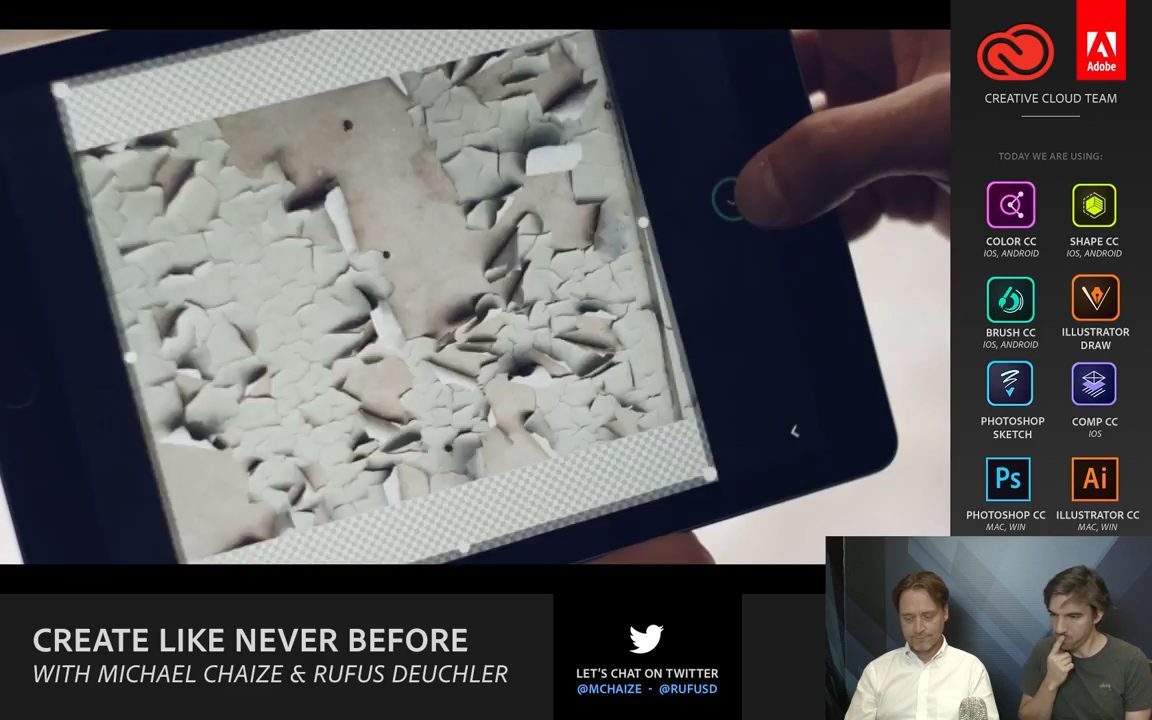 Adobe
CREATIVE CLOUD TEAM
TODAY WE ARE USING:
COLOR CC
IOS, ANDROID
SHAPE CC
IOS, ANDROID
BRUSH CC
IOS, ANDROID
ILLUSTRATOR
DRAW
PHOTOSHOP
SKETCH
COMP CC
IOS
Ps
PHOTOSHOP CC
MAC, WIN
Ai
ILLUSTRATOR CC
MAC, WIN
CREATE LIKE NEVER BEFORE
WITH MICHAEL CHAIZE & RUFUS DEUCHLER
LET'S CHAT ON TWITTER
@MCHAIZE - @RUFUSD